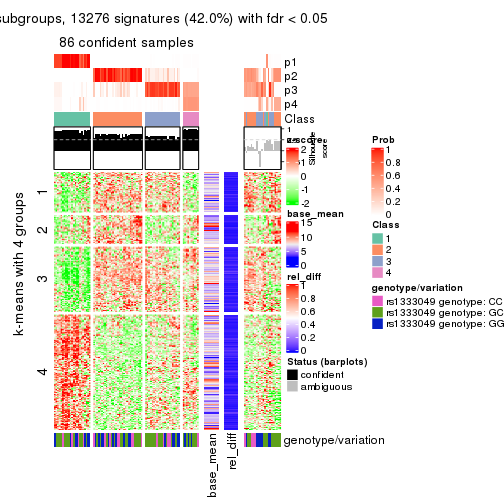 subgroups, 13276 signatures (42.0%) with fdr < 0.05
86 confident samples
p1
p2
p3
p4
Class
1
Silhouette
score
z-score
2
1
0
-1
-2
base_mean
15
10
5
0
rel_diff
1
0.8
0.6
0.4
0.2
0
Status (barplots)
confident
ambiguous
Prob
1
0.8
0.6
0.4
0.2
0
Class
1
2
3
4
genotype/variation
rs1333049 genotype: CC
rs1333049 genotype: GC
rs1333049 genotype: GG
k-means with 4 groups
1
2
3
4
genotype/variation
base_mean
rel_diff